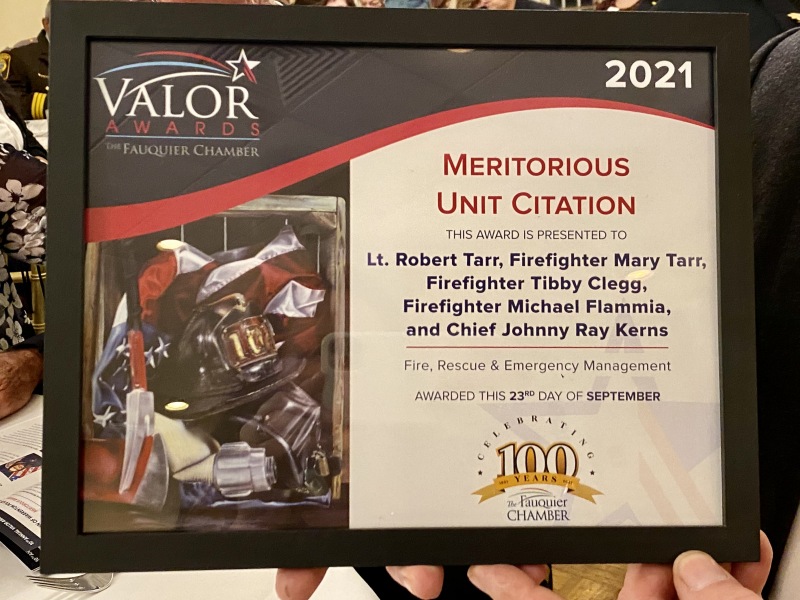 2021
VALOR
AWARDS
THE FAUQUIER CHAMBER
MERITORIOUS
UNIT CITATION
THIS AWARD IS PRESENTED TO
Lt. Robert Tarr, Firefighter Mary Tarr,
Firefighter Tibby Clegg,
Firefighter Michael Flammia,
and Chief Johnny Ray Kerns
Fire, Rescue & Emergency Management
AWARDED THIS 23RD DAY OF SEPTEMBER
CELEBRATING
100
YEARS
The Fauquier
CHAMBER